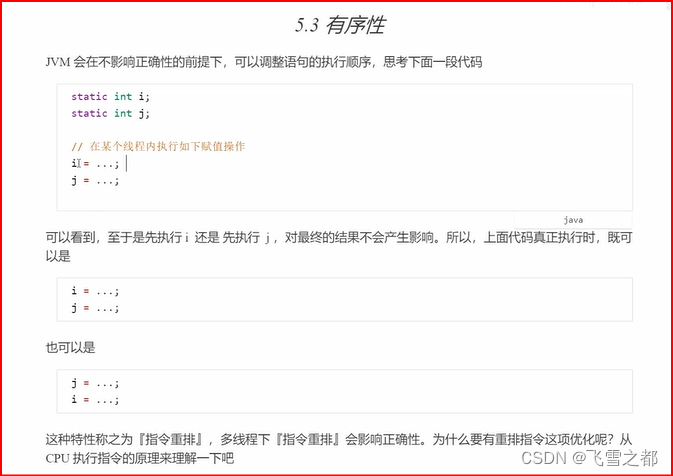 5.3 有序性
JVM 会在不影响正确性的前提下，可以调整语句的执行顺序，思考下面一段代码
static int i;
static int j;
// 在某个线程内执行如下赋值操作
i = ...;
j = ...;
java
可以看到，至于是先执行 i 还是 先执行 j ，对最终的结果不会产生影响。所以，上面代码真正执行时，既可
以是
i = ...;
j = ...;
也可以是
j = ...;
i = ...;
这种特性称之为『指令重排』，多线程下『指令重排』会影响正确性。为什么要有重排指令这项优化呢？从
CPU 执行指令的原理来理解一下吧
CSDN @飞雪之都